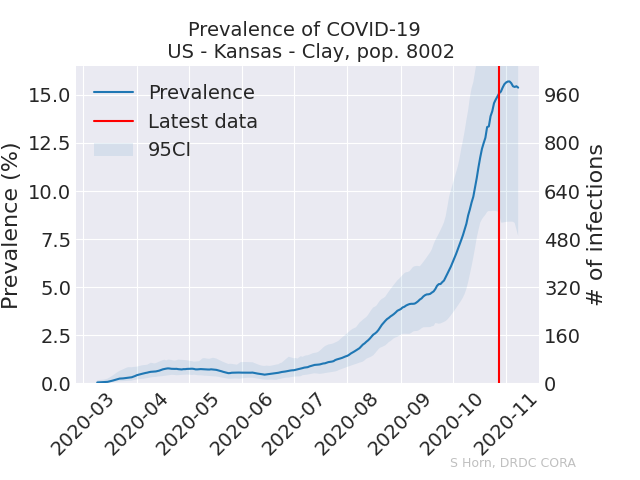 Prevalence of COVID-19
US - Kansas - Clay, pop. 8002
Prevalence
Latest data
95CI
Prevalence (%)
15.0
12.5
10.0
7.5
5.0
2.5
0.0
960
800
640
480
320
160
0
# of infections
2020-03
2020-04
2020-05
2020-06
2020-07
2020-08
2020-09
2020-10
2020-11
S Horn, DRDC CORA